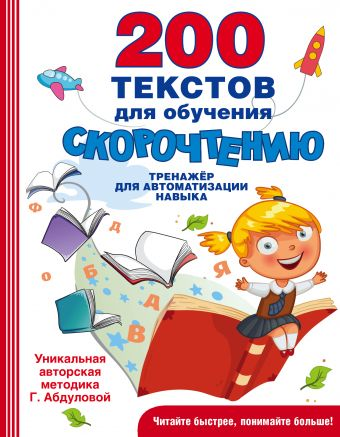 200
ТЕКСТОВ
для обучения
СКОРОЧТЕНИЮ
ТРЕНАЖЁР
ДЛЯ АВТОМАТИЗАЦИИ
НАВЫКА
Ф
Д
А
О
Б
Д
А
Я
В
Уникальная
авторская
методика
Г. Абдуловой
Читайте быстрее, понимайте больше!